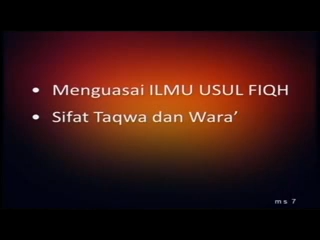 • Menguasai ILMU USUL FIQH
• Sifat Taqwa dan Wara’
ms 7